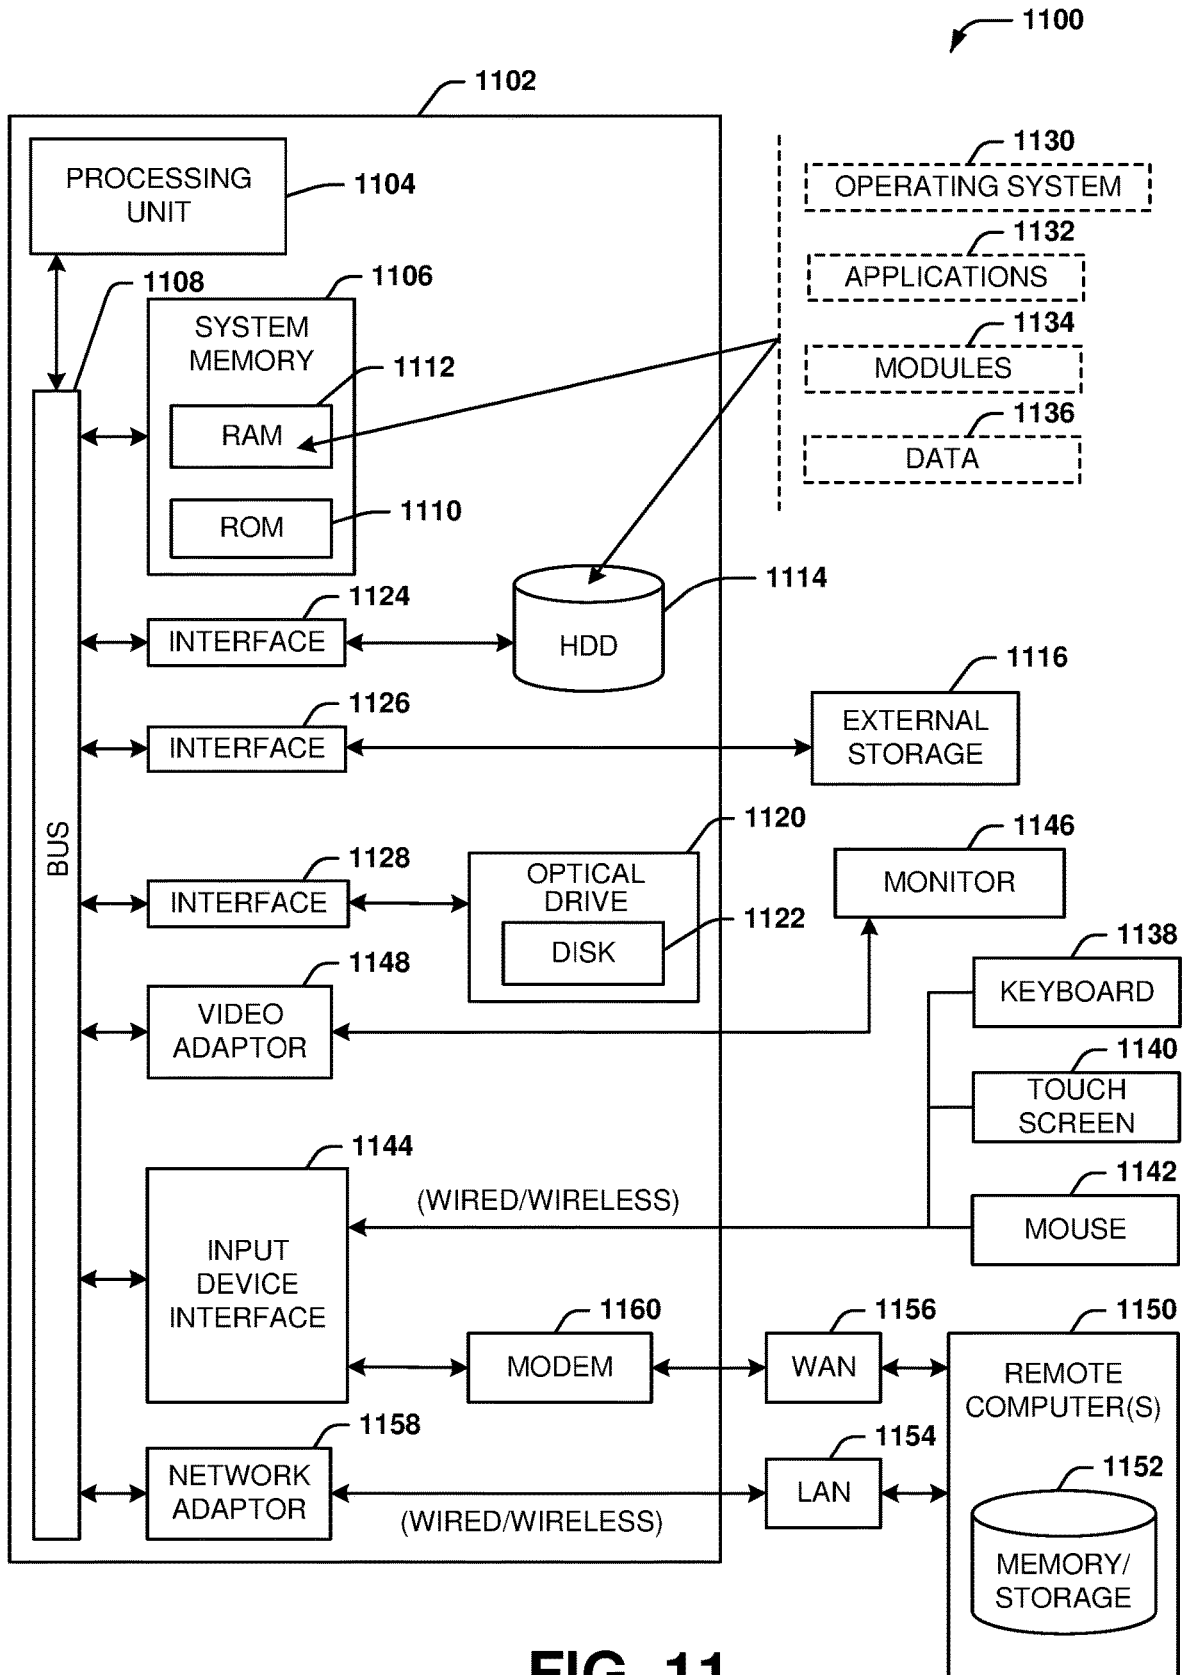 1100
1102
PROCESSING
UNIT
1104
1130
OPERATING SYSTEM
1132
APPLICATIONS
1134
MODULES
1136
DATA
1108
1106
SYSTEM
MEMORY
1112
RAM
1110
ROM
1114
HDD
1124
INTERFACE
1116
EXTERNAL
STORAGE
1126
INTERFACE
BUS
1120
OPTICAL
DRIVE
1122
DISK
1128
INTERFACE
1146
MONITOR
1148
VIDEO
ADAPTOR
1138
KEYBOARD
1140
TOUCH
SCREEN
1142
MOUSE
1144
INPUT
DEVICE
INTERFACE
(WIRED/WIRELESS)
1160
MODEM
1156
WAN
1150
REMOTE
COMPUTER(S)
1158
NETWORK
ADAPTOR
(WIRED/WIRELESS)
1154
LAN
1152
MEMORY/
STORAGE
FIG. 11